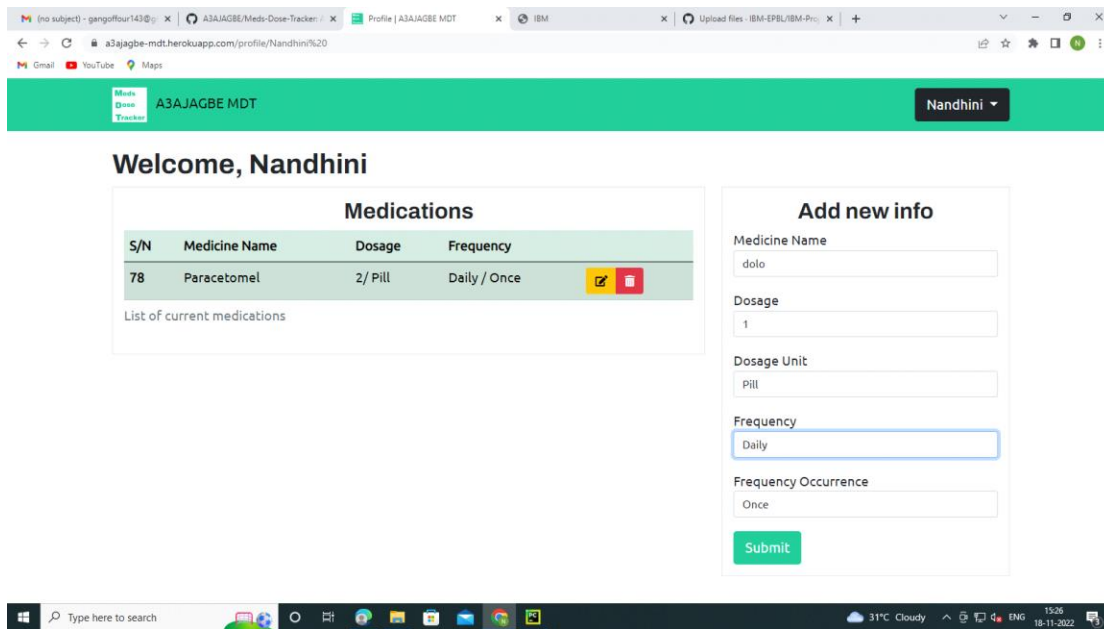 (no subject) - gangoffour143@g
A3AJAGBE/Meds-Dose-Tracker:
Profile | A3AJAGBE MDT
IBM
Upload files · IBM-EPBL/IBM-Pro
a3ajagbe-mdt.herokuapp.com/profile/Nandhini%20
N
Gmail YouTube Maps
Meds
Dose
Tracker
A3AJAGBE MDT
Nandhini
Welcome, Nandhini
Medications
S/N Medicine Name Dosage Frequency
78 Paracetomel 2/ Pill Daily / Once
List of current medications
Add new info
Medicine Name
dolo
Dosage
1
Dosage Unit
Pill
Frequency
Daily
Frequency Occurrence
Once
Submit
Type here to search
PC
31°C Cloudy
ENG
15:26
18-11-2022